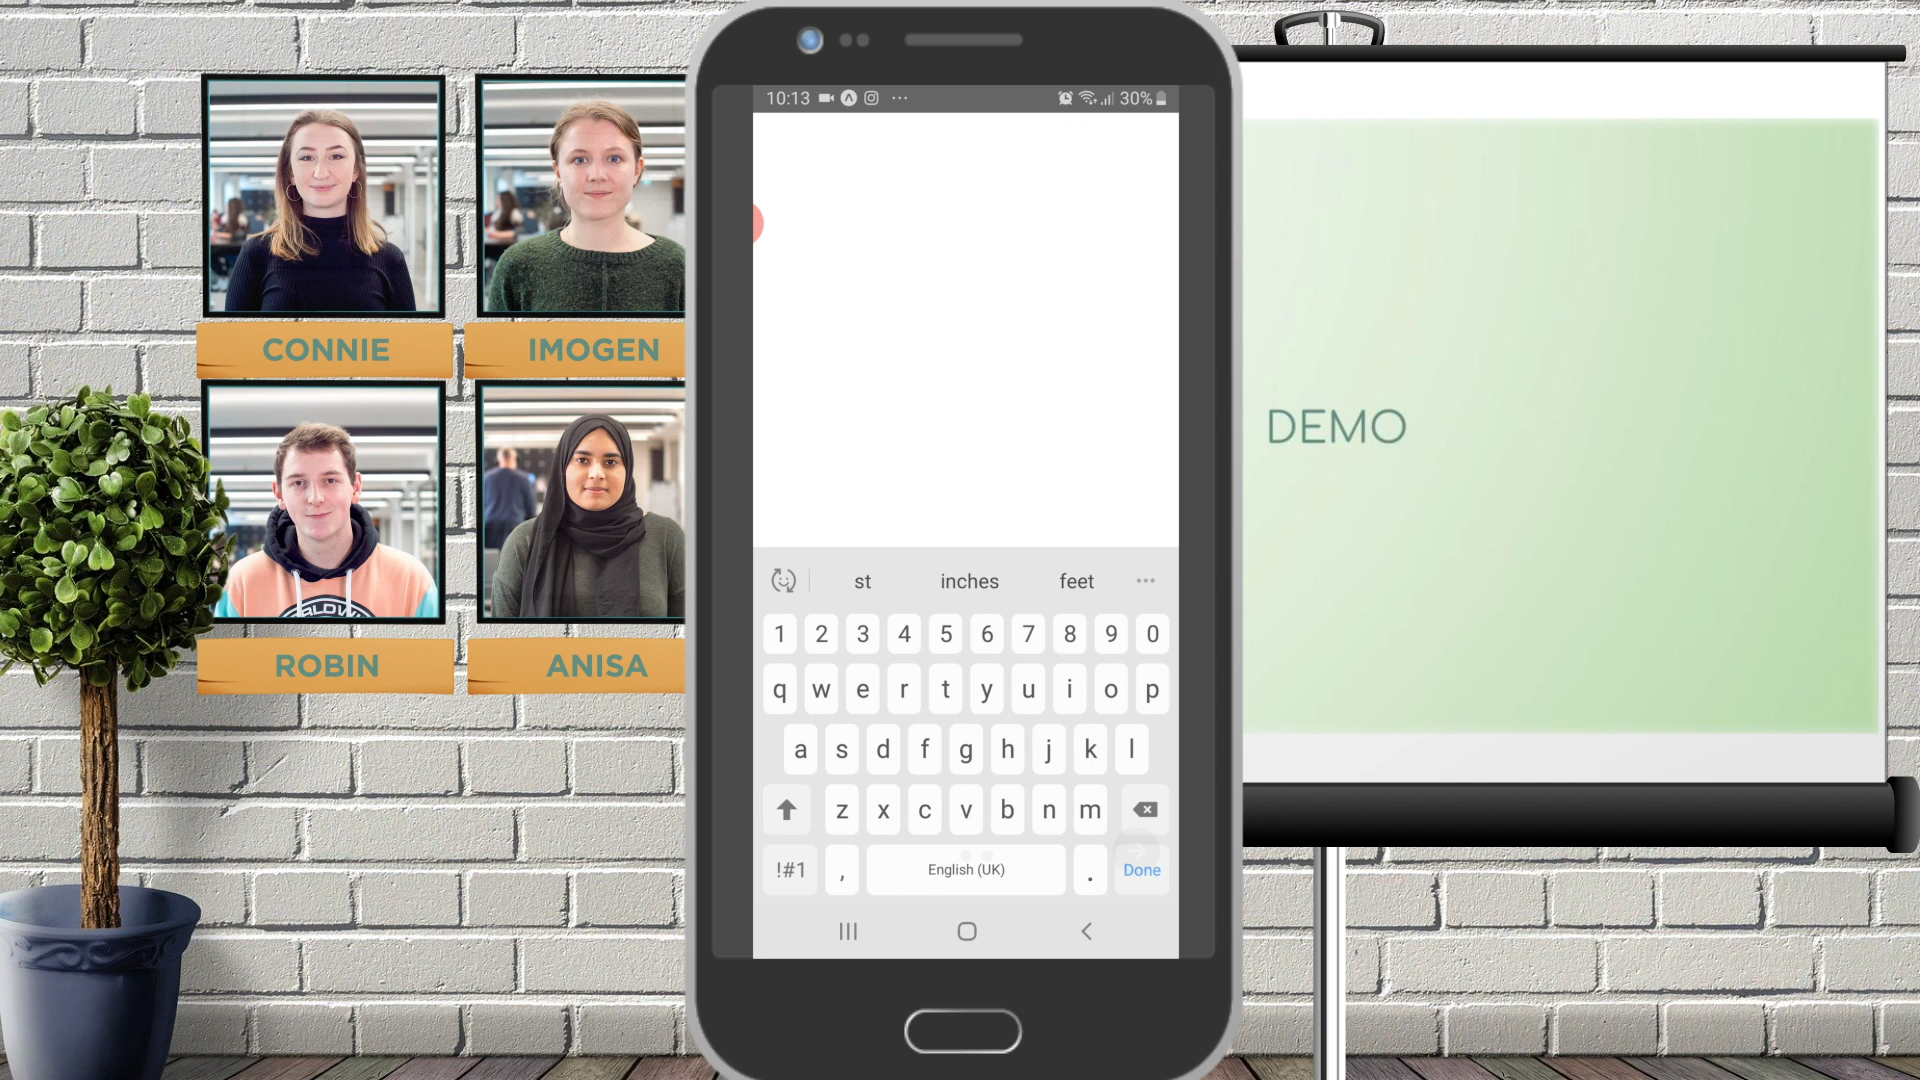 CONNIE
IMOGEN
ROBIN
ANISA
10:13
30%
st inches feet
1 2 3 4 5 6 7 8 9 0
q w e r t y u i o p
a s d f g h j k l
z x c v b n m
!#1 , English (UK) . Done
DEMO